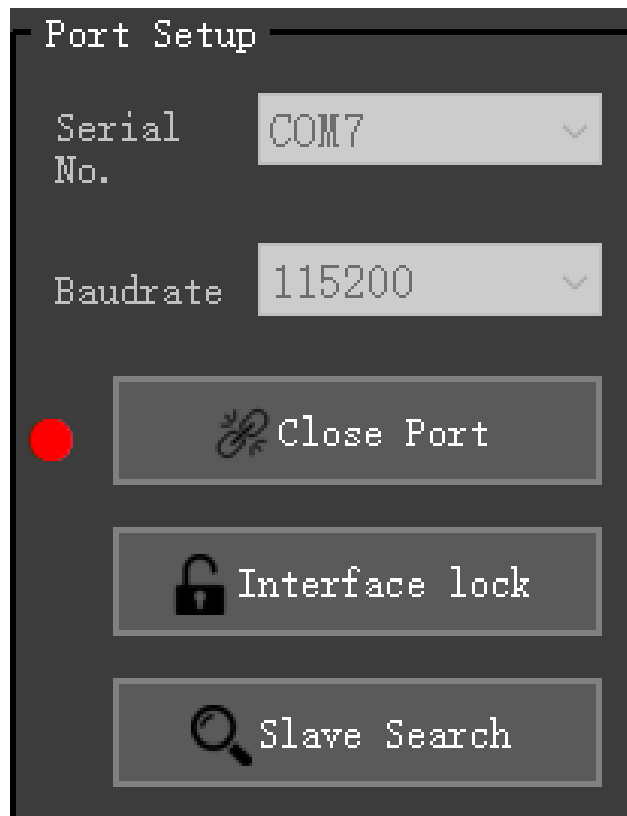 Port Setup
Serial
No.
COM7
Baudrate
115200
Close Port
Interface lock
Slave Search